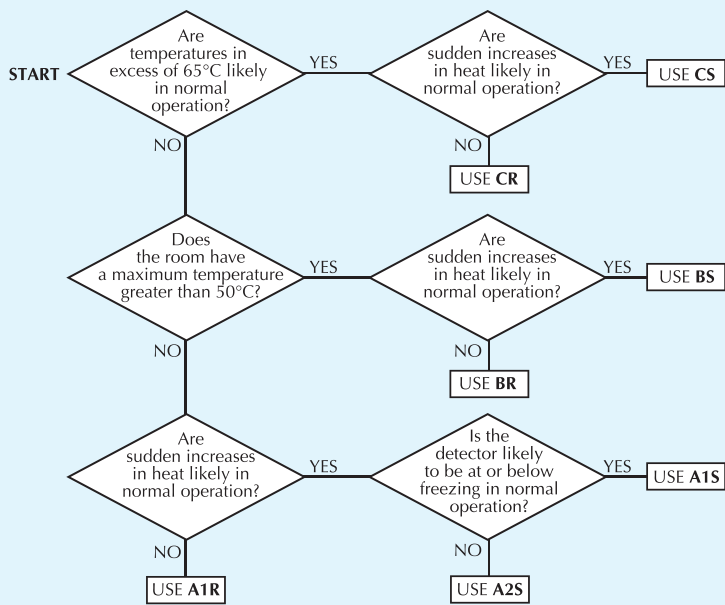 START
Are
temperatures in
excess of 65°C likely
in normal
operation?
YES
Are
sudden increases
in heat likely in
normal operation?
YES
USE CS
NO
NO
USE CR
Does
the room have
a maximum temperature
greater than 50°C?
YES
Are
sudden increases
in heat likely in
normal operation?
YES
USE BS
NO
NO
USE BR
Are
sudden increases
in heat likely in
normal operation?
YES
Is the
detector likely
to be at or below
freezing in normal
operation?
YES
USE A1S
NO
NO
USE A1R
USE A2S